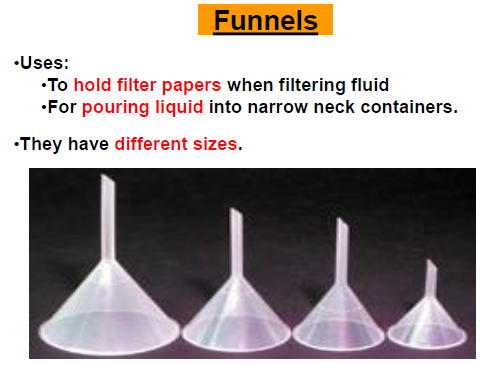 Funnels
•Uses:
•To hold filter papers when filtering fluid
•For pouring liquid into narrow neck containers.
•They have different sizes.